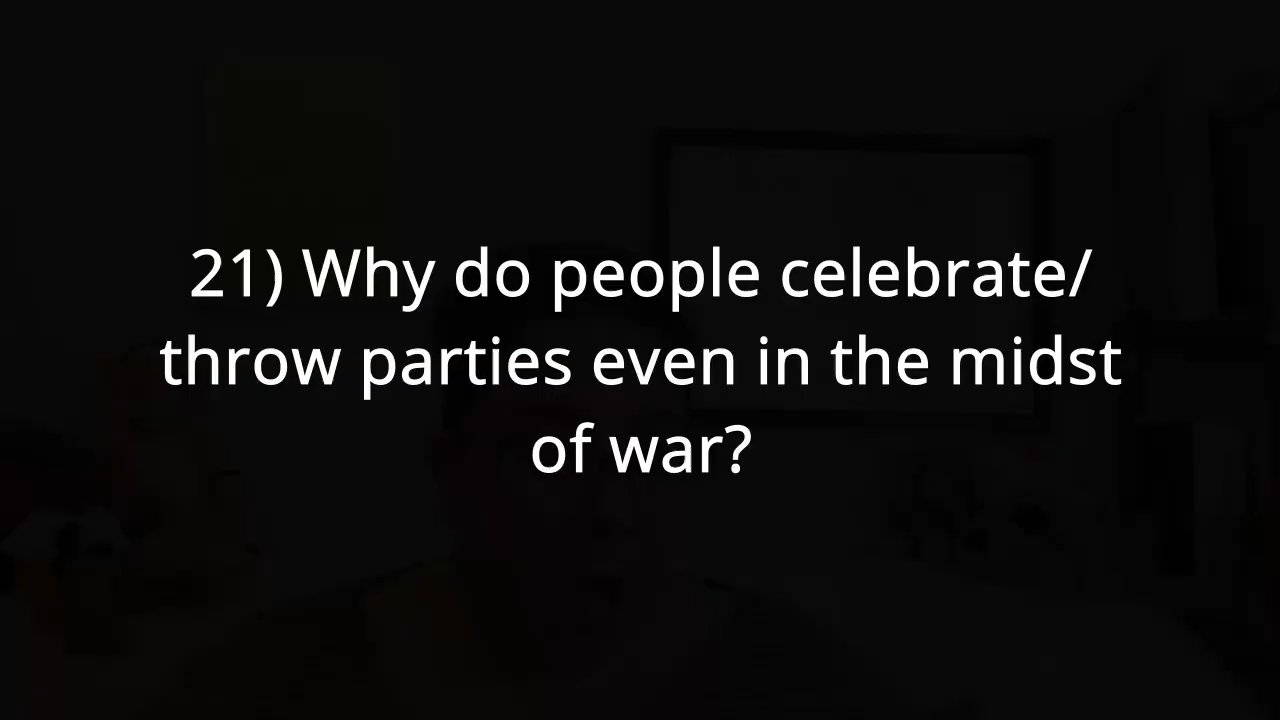 21) Why do people celebrate/
throw parties even in the midst
of war?